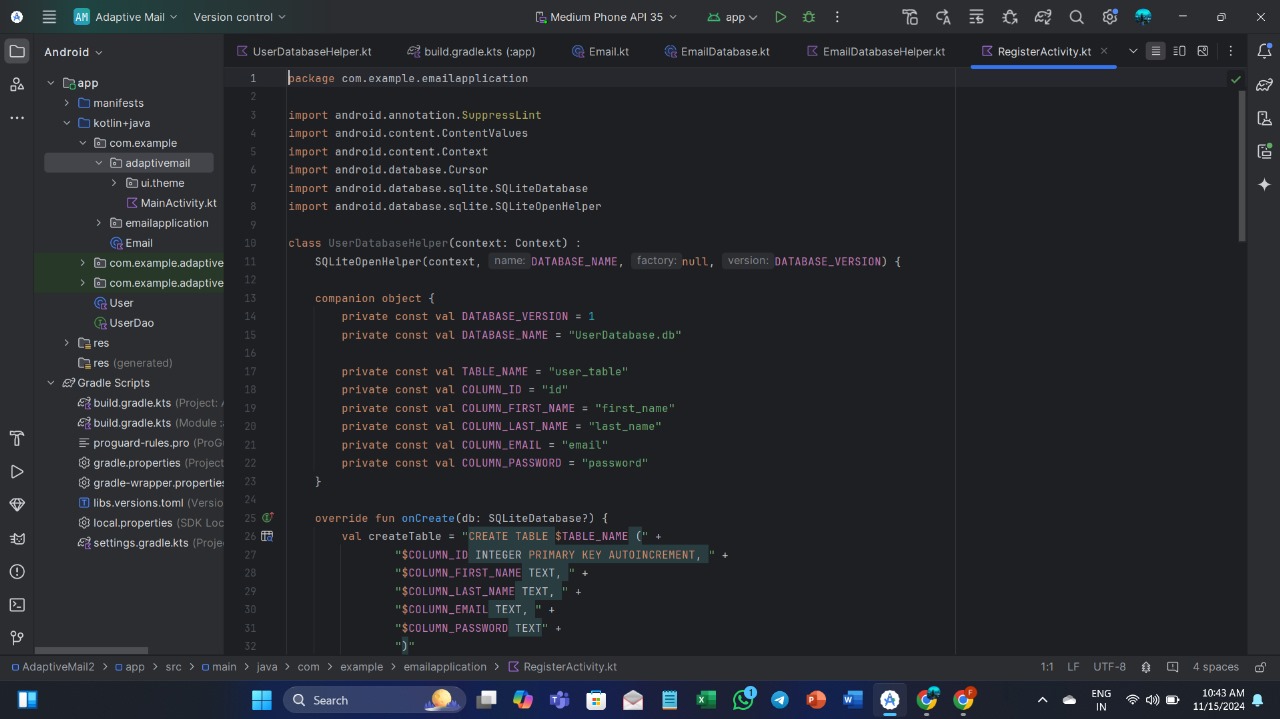 AM Adaptive Mail Version control Medium Phone API 35 app
Android UserDatabaseHelper.kt build.gradle.kts (:app) Email.kt EmailDatabase.kt EmailDatabaseHelper.kt RegisterActivity.kt
app
manifests
kotlin+java
com.example
adaptivemail
ui.theme
MainActivity.kt
emailapplication
Email
com.example.adaptive
com.example.adaptive
User
UserDao
res
res (generated)
Gradle Scripts
build.gradle.kts (Project: A
build.gradle.kts (Module :
proguard-rules.pro (ProG
gradle.properties (Project
gradle-wrapper.properties
libs.versions.toml (Versio
local.properties (SDK Loc
settings.gradle.kts (Proje
1 package com.example.emailapplication
2
3 import android.annotation.SuppressLint
4 import android.content.ContentValues
5 import android.content.Context
6 import android.database.Cursor
7 import android.database.sqlite.SQLiteDatabase
8 import android.database.sqlite.SQLiteOpenHelper
9
10 class UserDatabaseHelper(context: Context) :
11 SQLiteOpenHelper(context, name: DATABASE_NAME, factory: null, version: DATABASE_VERSION) {
12
13 companion object {
14 private const val DATABASE_VERSION = 1
15 private const val DATABASE_NAME = "UserDatabase.db"
16
17 private const val TABLE_NAME = "user_table"
18 private const val COLUMN_ID = "id"
19 private const val COLUMN_FIRST_NAME = "first_name"
20 private const val COLUMN_LAST_NAME = "last_name"
21 private const val COLUMN_EMAIL = "email"
22 private const val COLUMN_PASSWORD = "password"
23 }
24
25 override fun onCreate(db: SQLiteDatabase?) {
26 val createTable = "CREATE TABLE $TABLE_NAME (" +
27 "$COLUMN_ID INTEGER PRIMARY KEY AUTOINCREMENT, " +
28 "$COLUMN_FIRST_NAME TEXT, " +
29 "$COLUMN_LAST_NAME TEXT, " +
30 "$COLUMN_EMAIL TEXT, " +
31 "$COLUMN_PASSWORD TEXT" +
32 ")"
AdaptiveMail2 > app > src > main > java > com > example > emailapplication > RegisterActivity.kt 1:1 LF UTF-8 4 spaces
Search 1 ENG IN 10:43 AM 11/15/2024